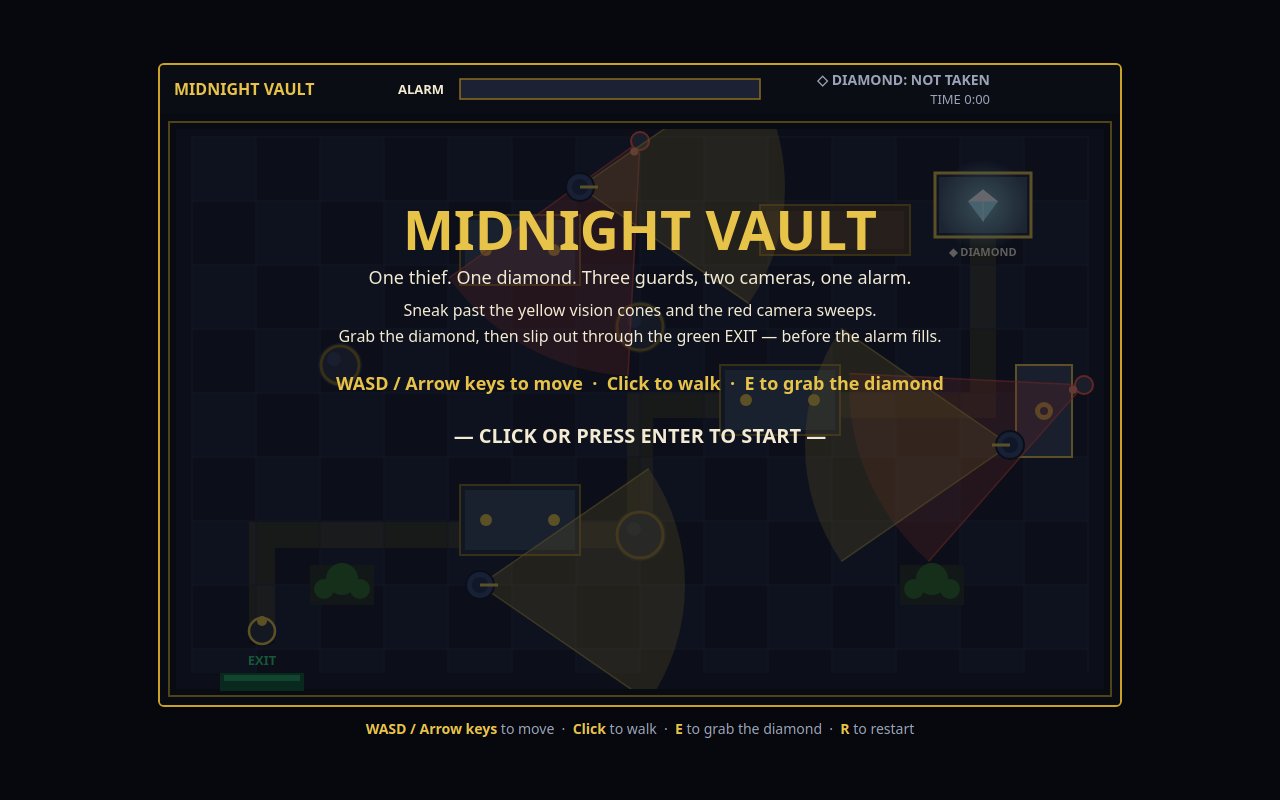 MIDNIGHT VAULT
ALARM
◇ DIAMOND: NOT TAKEN
TIME 0:00
MIDNIGHT VAULT
◆ DIAMOND
One thief. One diamond. Three guards, two cameras, one alarm.
Sneak past the yellow vision cones and the red camera sweeps.
Grab the diamond, then slip out through the green EXIT — before the alarm fills.
WASD / Arrow keys to move · Click to walk · E to grab the diamond
— CLICK OR PRESS ENTER TO START —
EXIT
WASD / Arrow keys to move · Click to walk · E to grab the diamond · R to restart